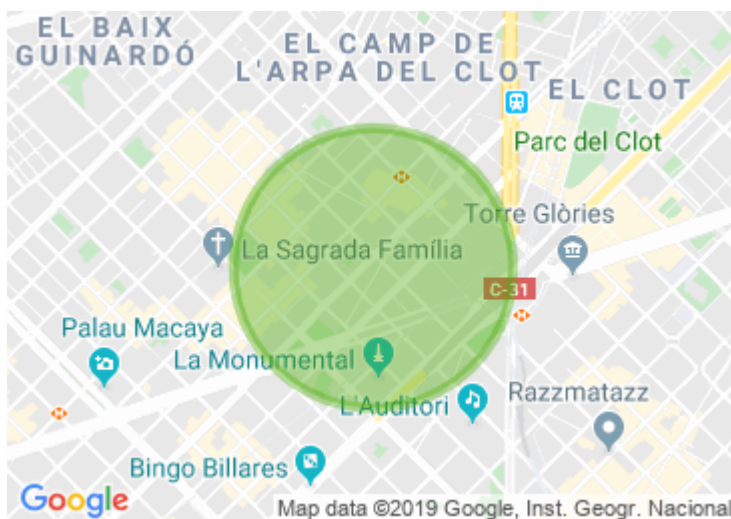 EL BAIX
GUINARDÓ
EL CAMP DE
L'ARPA DEL CLOT
EL CLOT
Parc del Clot
Torre Glòries
La Sagrada Família
C-31
Palau Macaya
La Monumental
L'Auditori
Razzmatazz
Bingo Billares
Google
Map data ©2019 Google, Inst. Geogr. Nacional